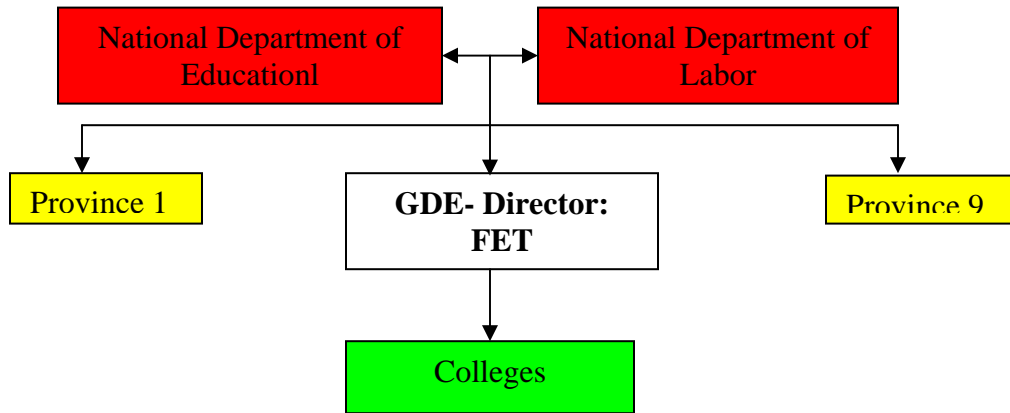 National Department of
Educationl
National Department of
Labor
Province 1
GDE- Director:
FET
Province 9
Colleges